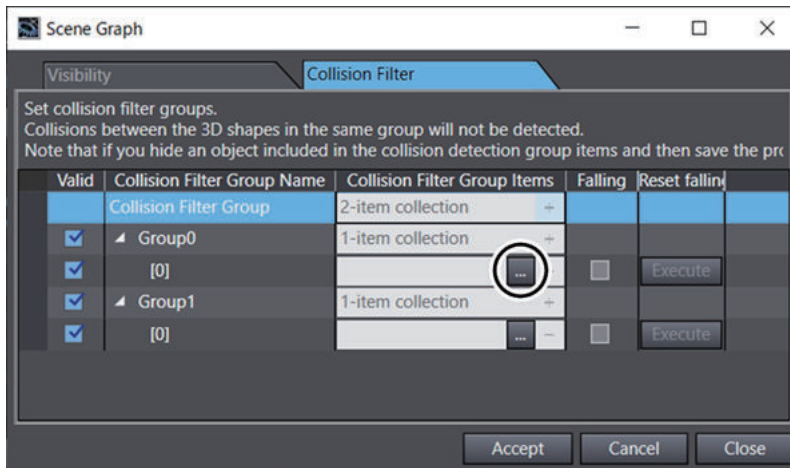 Scene Graph
Visibility Collision Filter
Set collision filter groups.
Collisions between the 3D shapes in the same group will not be detected.
Note that if you hide an object included in the collision detection group items and then save the pro
Valid Collision Filter Group Name Collision Filter Group Items Falling Reset falling
Collision Filter Group 2-item collection +
Group0 1-item collection +
[0] ... Execute
Group1 1-item collection +
[0] ... − Execute
Accept Cancel Close